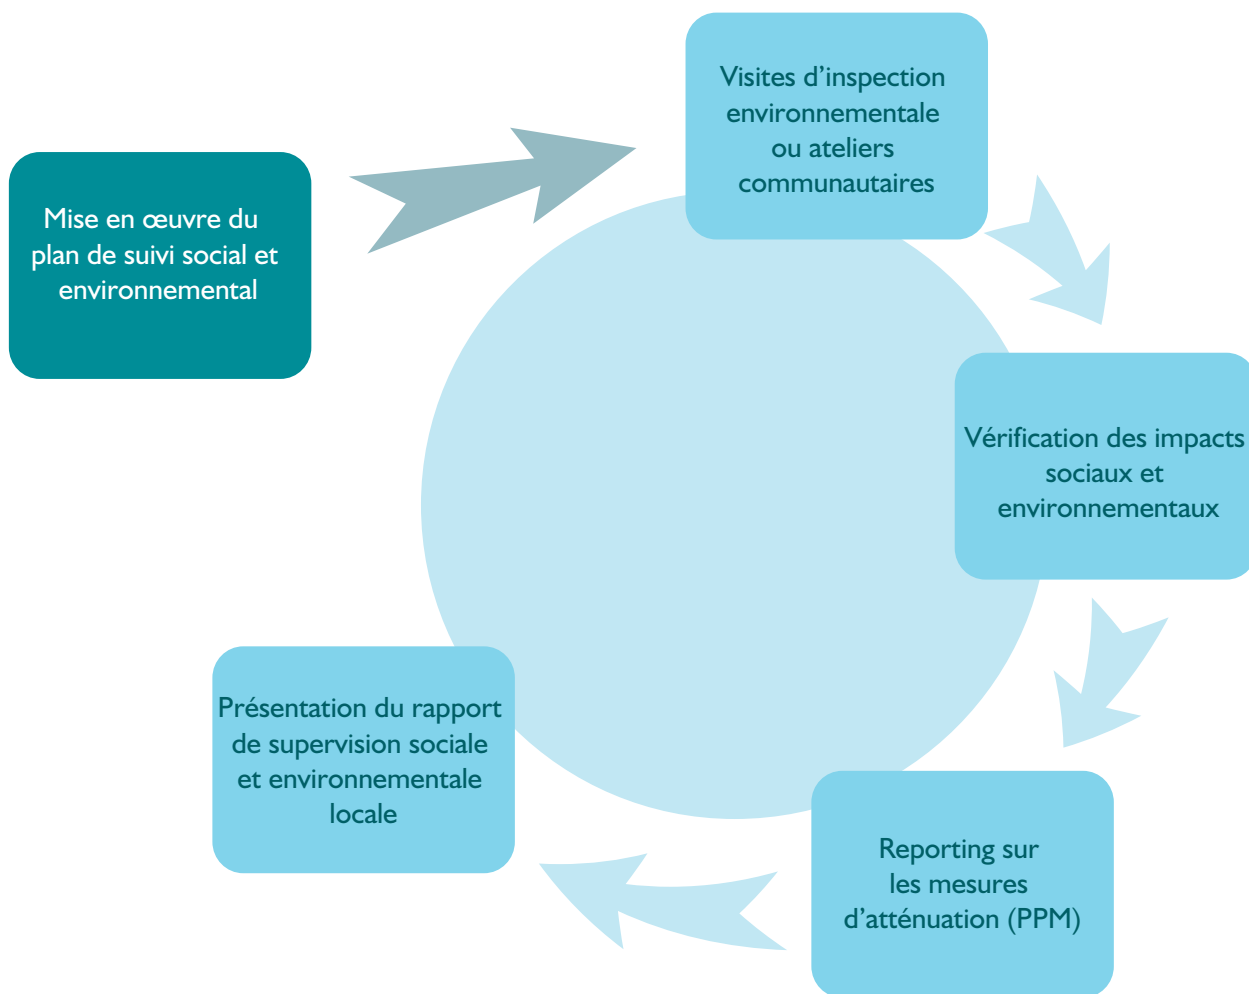 Mise en œuvre du
plan de suivi social et
environnemental
Visites d’inspection
environnementale
ou ateliers
communautaires
Vérification des impacts
sociaux et
environnementaux
Reporting sur
les mesures
d’atténuation (PPM)
Présentation du rapport
de supervision sociale
et environnementale
locale